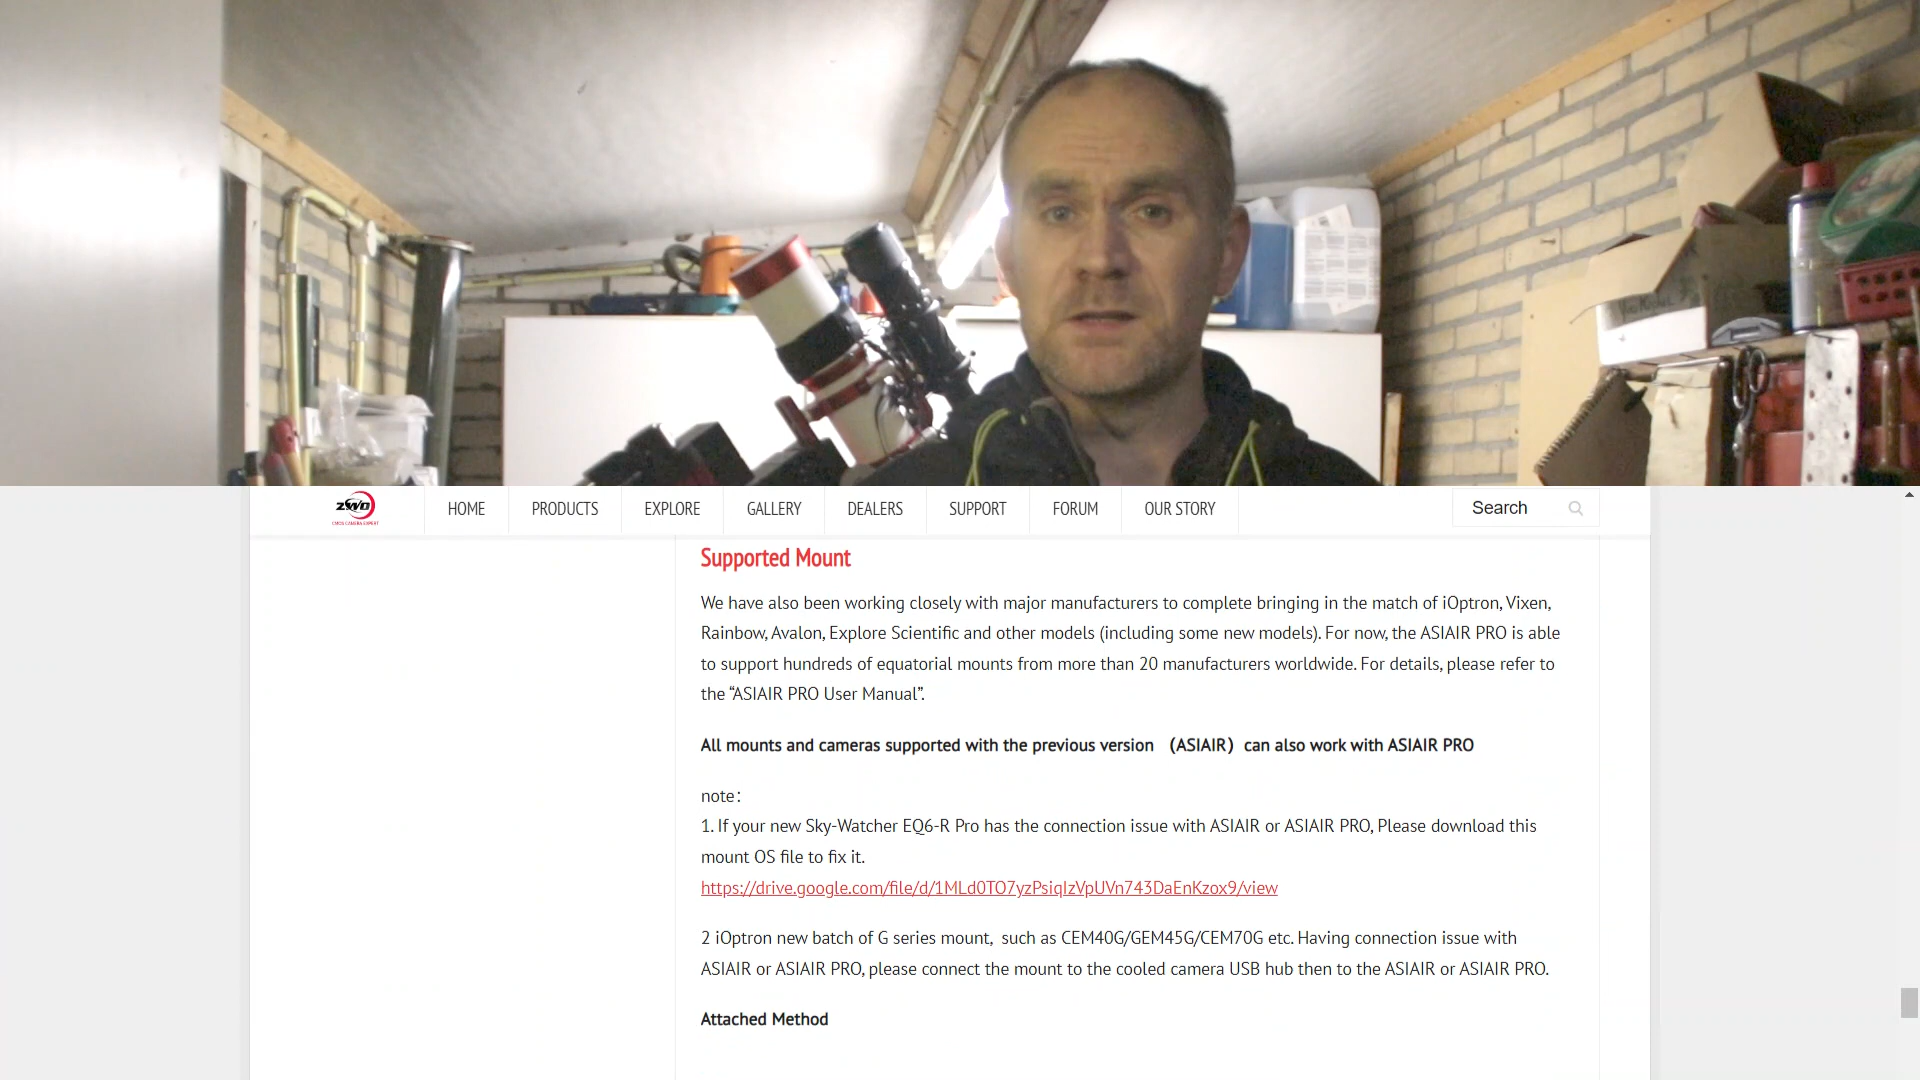 ZWO
CMOS CAMERA EXPERT
HOME
PRODUCTS
EXPLORE
GALLERY
DEALERS
SUPPORT
FORUM
OUR STORY
Search
Supported Mount
We have also been working closely with major manufacturers to complete bringing in the match of iOptron, Vixen,
Rainbow, Avalon, Explore Scientific and other models (including some new models). For now, the ASIAIR PRO is able
to support hundreds of equatorial mounts from more than 20 manufacturers worldwide. For details, please refer to
the “ASIAIR PRO User Manual”.
All mounts and cameras supported with the previous version （ASIAIR）can also work with ASIAIR PRO
note：
1. If your new Sky-Watcher EQ6-R Pro has the connection issue with ASIAIR or ASIAIR PRO, Please download this
mount OS file to fix it.
https://drive.google.com/file/d/1MLd0TO7yzPsiqIzVpUVn743DaEnKzox9/view
2 iOptron new batch of G series mount,  such as CEM40G/GEM45G/CEM70G etc. Having connection issue with
ASIAIR or ASIAIR PRO, please connect the mount to the cooled camera USB hub then to the ASIAIR or ASIAIR PRO.
Attached Method